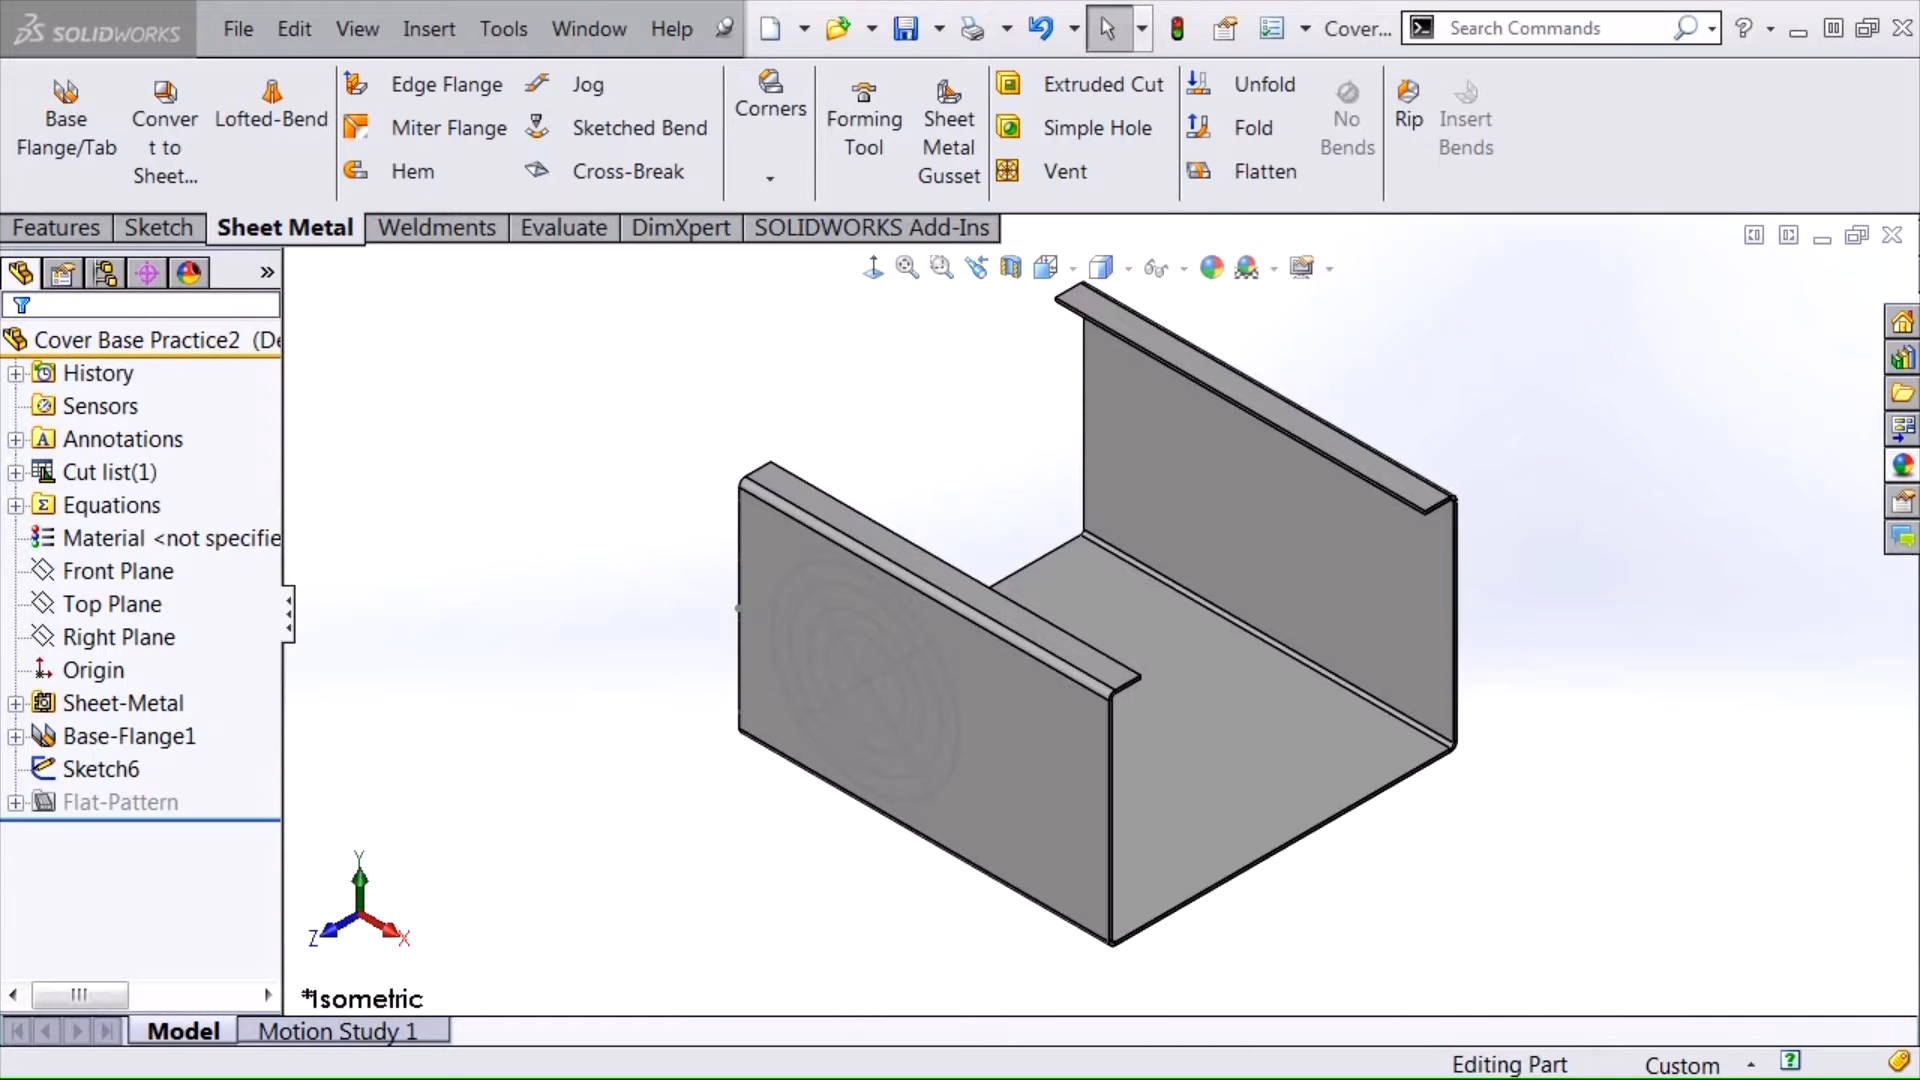 SOLIDWORKS File Edit View Insert Tools Window Help Cover... Search Commands ?
Base Flange/Tab
Conver t to Sheet...
Lofted-Bend
Edge Flange
Miter Flange
Hem
Jog
Sketched Bend
Cross-Break
Corners
Forming Tool
Sheet Metal Gusset
Extruded Cut
Simple Hole
Vent
Unfold
Fold
Flatten
No Bends
Rip
Insert Bends
Features Sketch Sheet Metal Weldments Evaluate DimXpert SOLIDWORKS Add-Ins
Cover Base Practice2 (De
History
Sensors
Annotations
Cut list(1)
Equations
Material <not specifie
Front Plane
Top Plane
Right Plane
Origin
Sheet-Metal
Base-Flange1
Sketch6
Flat-Pattern
Y
Z X
*Isometric
Model Motion Study 1
Editing Part Custom ?